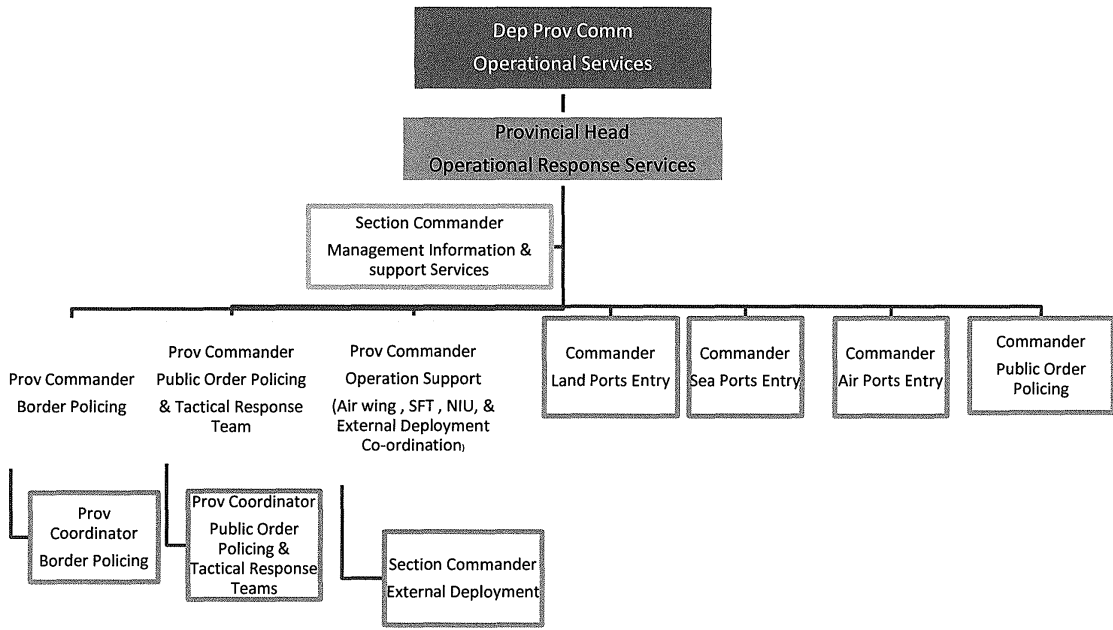 Dep Prov Comm
Operational Services
Provincial Head
Operational Response Services
Section Commander
Management Information &
support Services
Prov Commander
Border Policing
Prov Commander
Public Order Policing
& Tactical Response
Team
Prov Commander
Operation Support
(Air wing , SFT , NIU, &
External Deployment
Co-ordination)
Commander
Land Ports Entry
Commander
Sea Ports Entry
Commander
Air Ports Entry
Commander
Public Order
Policing
Prov
Coordinator
Border Policing
Prov Coordinator
Public Order
Policing &
Tactical Response
Teams
Section Commander
External Deployment